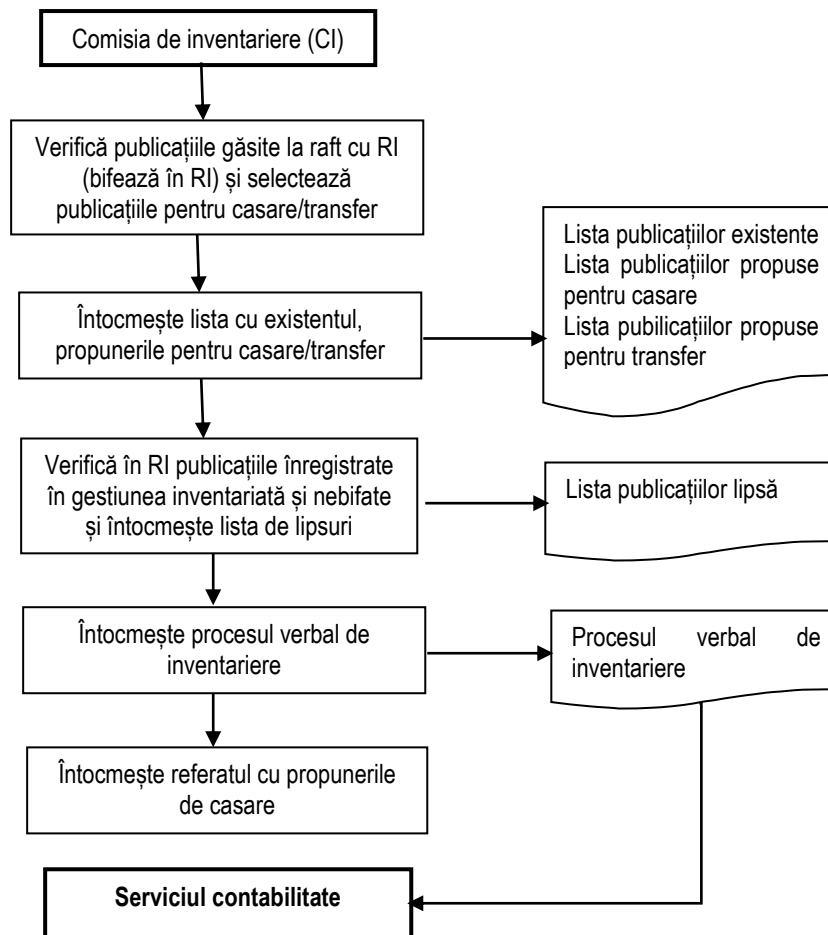 Comisia de inventariere (CI)
Verifică publicațiile găsite la raft cu RI
(bifează în RI) și selectează
publicațiile pentru casare/transfer
Întocmește lista cu existentul,
propunerile pentru casare/transfer
Lista publicațiilor existente
Lista publicațiilor propuse
pentru casare
Lista pubilicațiilor propuse
pentru transfer
Verifică în RI publicațiile înregistrate
în gestiunea inventariată și nebifate
și întocmește lista de lipsuri
Lista publicațiilor lipsă
Întocmește procesul verbal de
inventariere
Procesul verbal de
inventariere
Întocmește referatul cu propunerile
de casare
Serviciul contabilitate